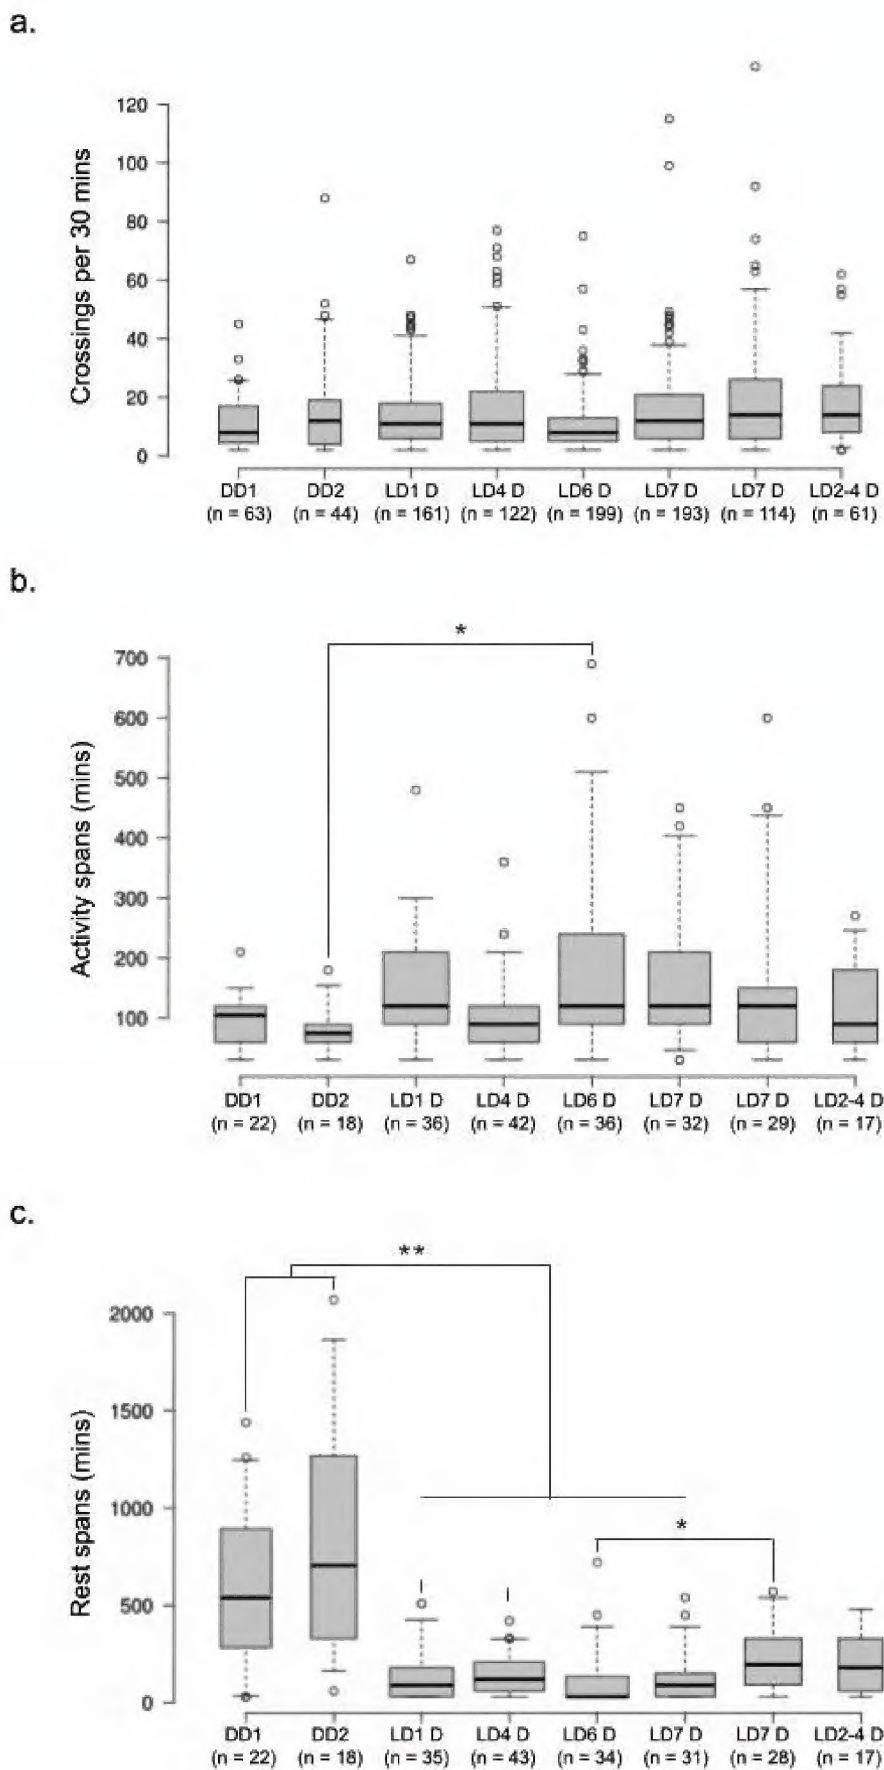 a.
Crossings per 30 mins
120
100
80
60
40
20
0
DD1 DD2 LD1 D LD4 D LD6 D LD7 D LD7 D LD2-4 D
(n = 63) (n = 44) (n = 161) (n = 122) (n = 199) (n = 193) (n = 114) (n = 61)
b.
*
Activity spans (mins)
700
600
500
400
300
200
100
DD1 DD2 LD1 D LD4 D LD6 D LD7 D LD7 D LD2-4 D
(n = 22) (n = 18) (n = 36) (n = 42) (n = 36) (n = 32) (n = 29) (n = 17)
c.
**
Rest spans (mins)
2000
1500
1000
*
500
0
DD1 DD2 LD1 D LD4 D LD6 D LD7 D LD7 D LD2-4 D
(n = 22) (n = 18) (n = 35) (n = 43) (n = 34) (n = 31) (n = 28) (n = 17)